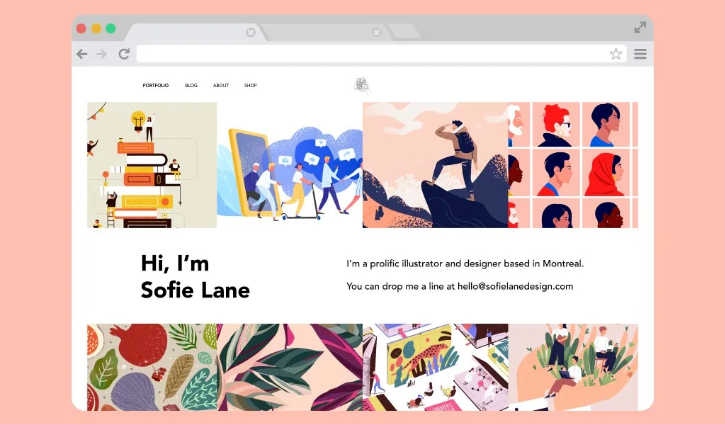 PORTFOLIO BLOG ABOUT SHOP
Hi, I'm
Sofie Lane
I'm a prolific illustrator and designer based in Montreal.
You can drop me a line at hello@sofielanedesign.com